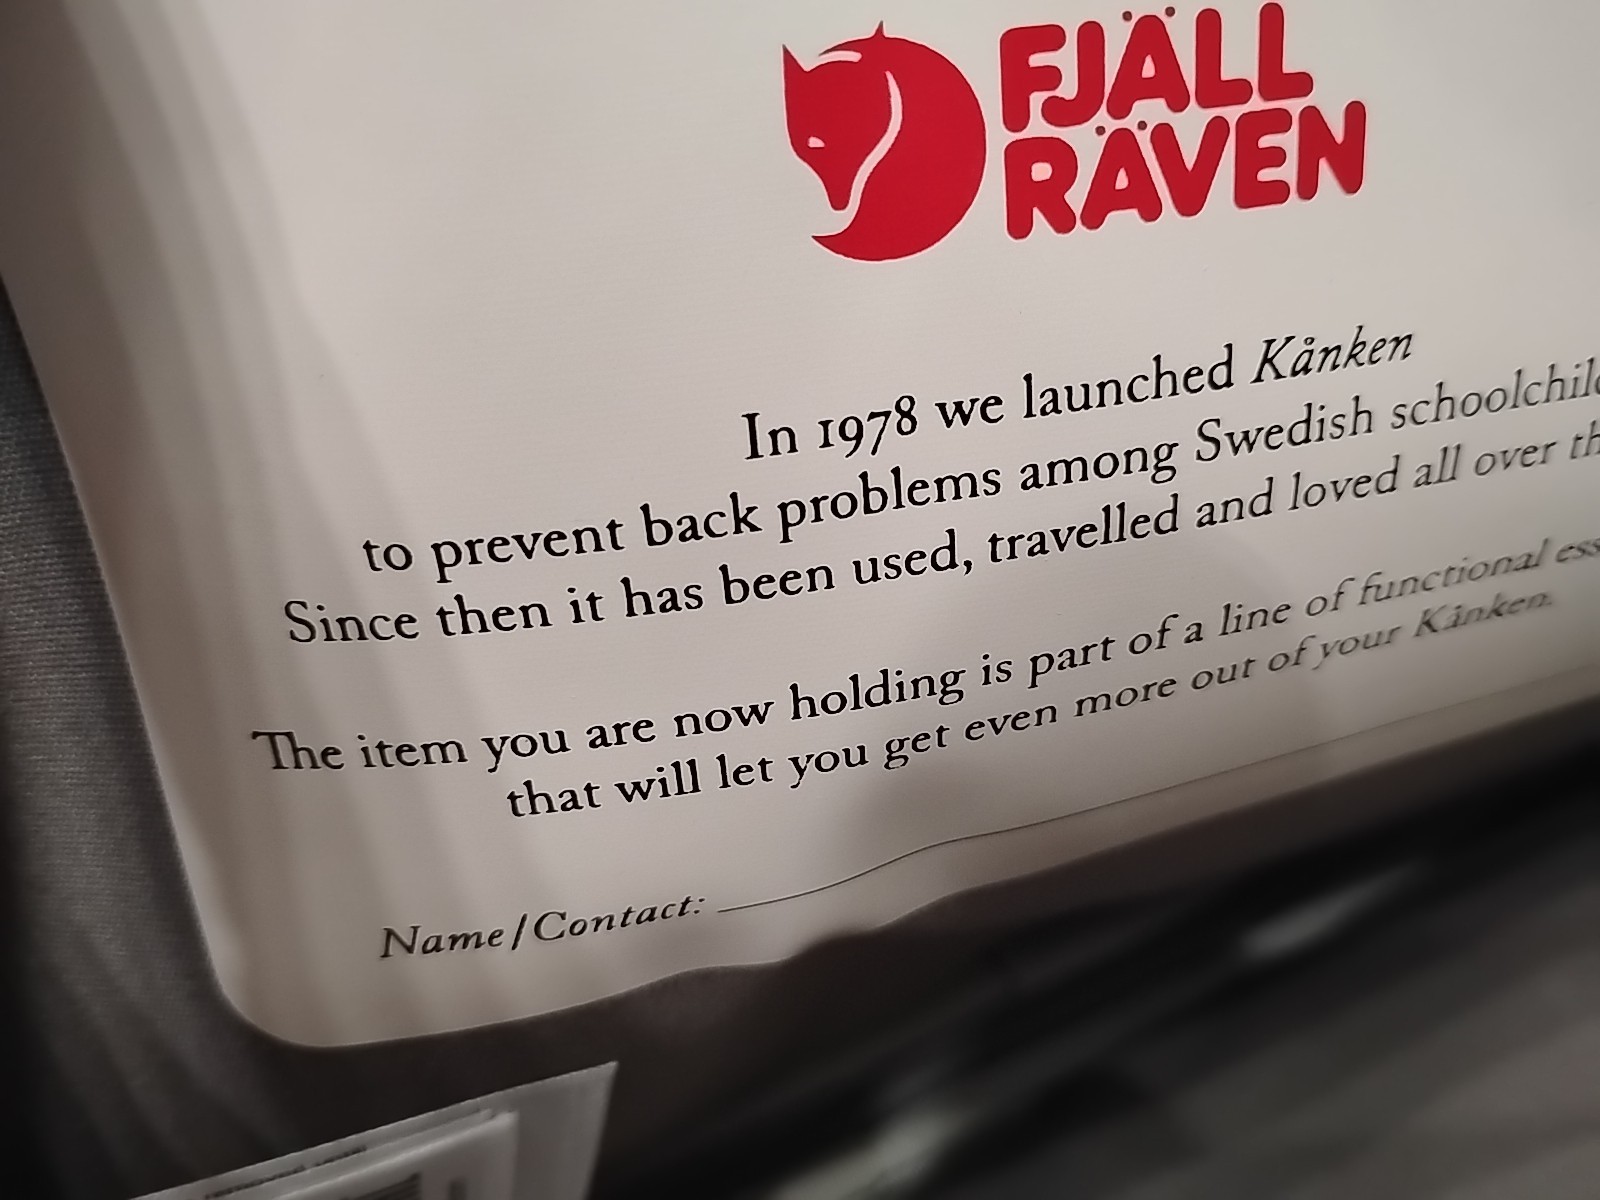 FJÄLL
RÄVEN
In 1978 we launched Kånken
to prevent back problems among Swedish
Since then it has been used, travelled and loved all over
The item you are now holding is part of a line of functional
that will let you get even more out of your Kånken.
Name/Contact: